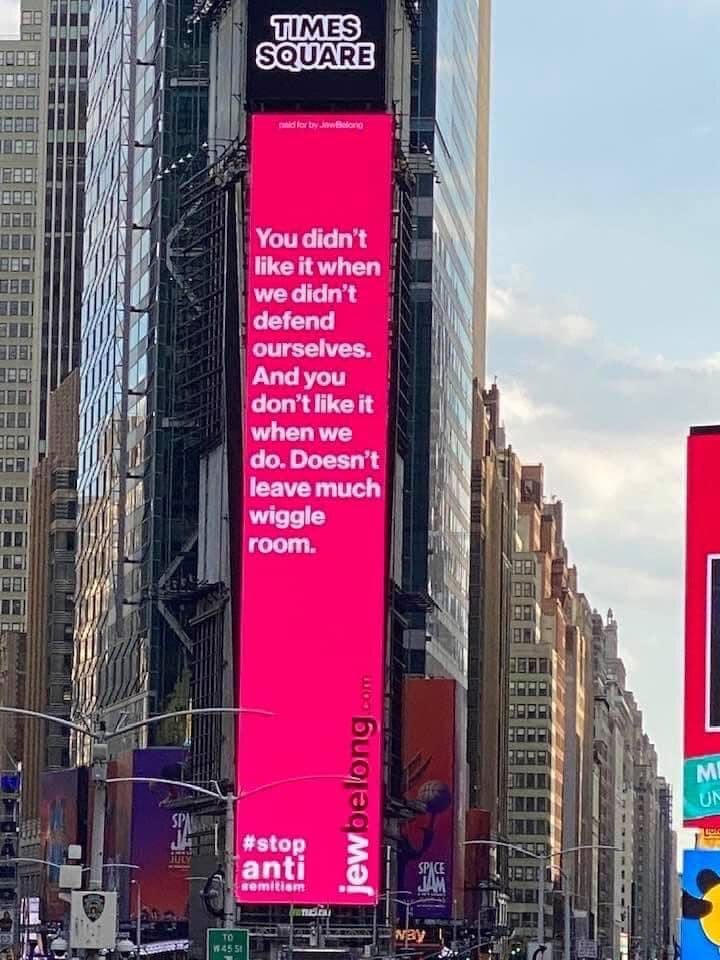 TIMES
SQUARE
paid for by JewBelong
You didn't
like it when
we didn't
defend
ourselves.
And you
don't like it
when we
do. Doesn't
leave much
wiggle
room.
#stop
anti
semitism
jewbelong.com
JULY
SPACE
JAM
way
TO
W 45 St